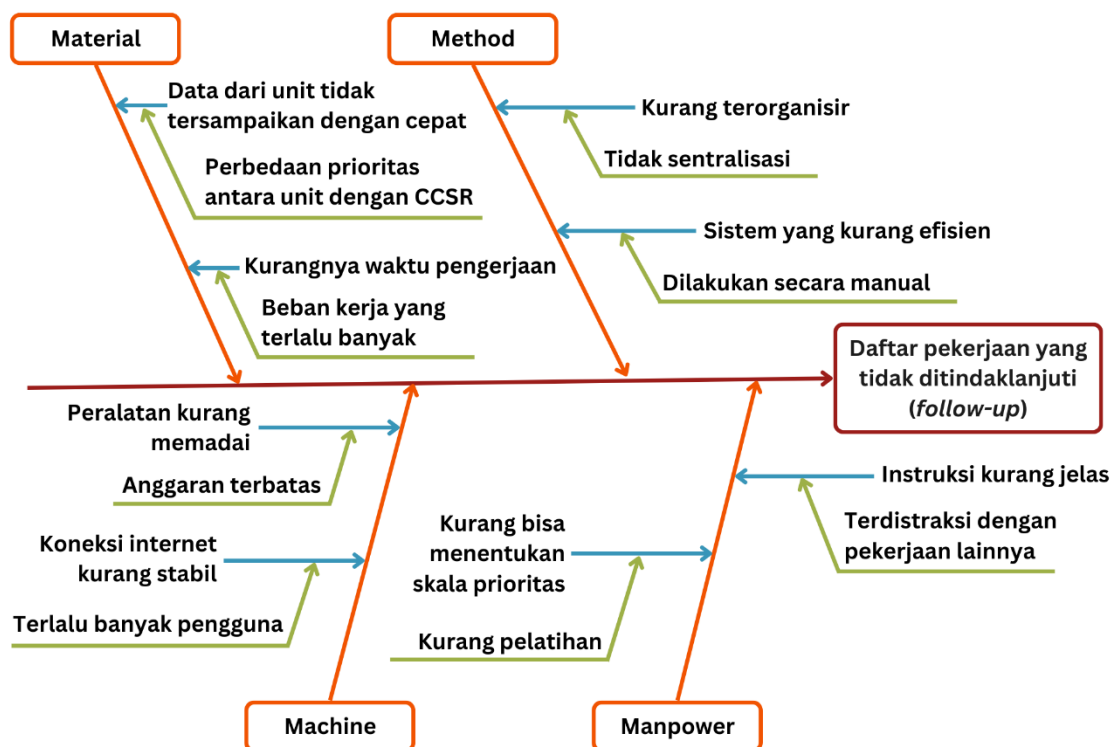 Material
Data dari unit tidak
tersampaikan dengan cepat
Perbedaan prioritas
antara unit dengan CCSR
Kurangnya waktu pengerjaan
Beban kerja yang
terlalu banyak
Method
Kurang terorganisir
Tidak sentralisasi
Sistem yang kurang efisien
Dilakukan secara manual
Daftar pekerjaan yang
tidak ditindaklanjuti
(follow-up)
Peralatan kurang
memadai
Anggaran terbatas
Koneksi internet
kurang stabil
Terlalu banyak pengguna
Machine
Kurang bisa
menentukan
skala prioritas
Kurang pelatihan
Instruksi kurang jelas
Terdistraksi dengan
pekerjaan lainnya
Manpower